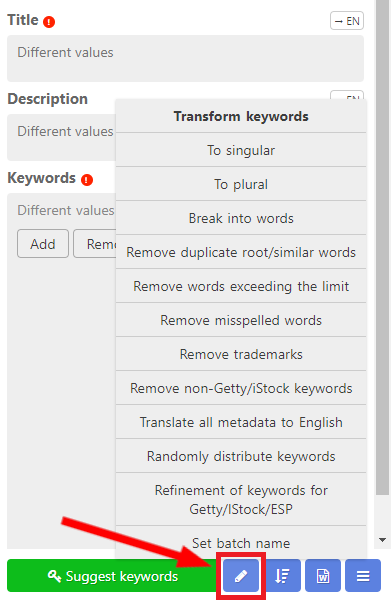 Title
→ EN
Different values
Description
Different values
Transform keywords
To singular
To plural
Break into words
Remove duplicate root/similar words
Remove words exceeding the limit
Remove misspelled words
Remove trademarks
Remove non-Getty/iStock keywords
Translate all metadata to English
Randomly distribute keywords
Refinement of keywords for
Getty/IStock/ESP
Set batch name
Keywords
Different values
Add
Suggest keywords